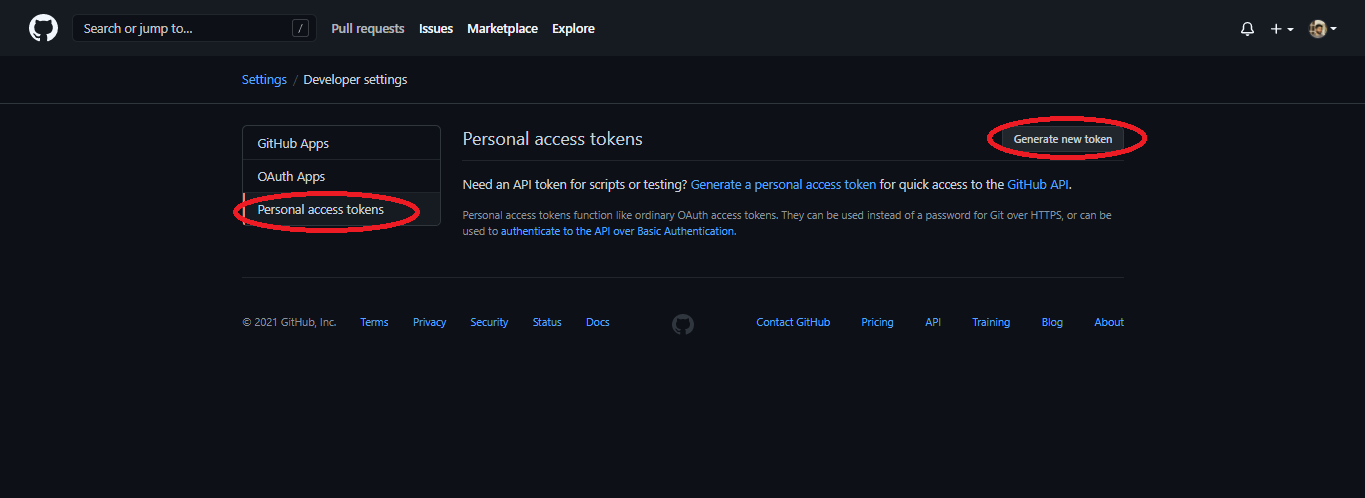 Search or jump to... / Pull requests Issues Marketplace Explore
Settings / Developer settings
GitHub Apps
OAuth Apps
Personal access tokens
Personal access tokens
Generate new token
Need an API token for scripts or testing? Generate a personal access token for quick access to the GitHub API.
Personal access tokens function like ordinary OAuth access tokens. They can be used instead of a password for Git over HTTPS, or can be
used to authenticate to the API over Basic Authentication.
© 2021 GitHub, Inc. Terms Privacy Security Status Docs Contact GitHub Pricing API Training Blog About